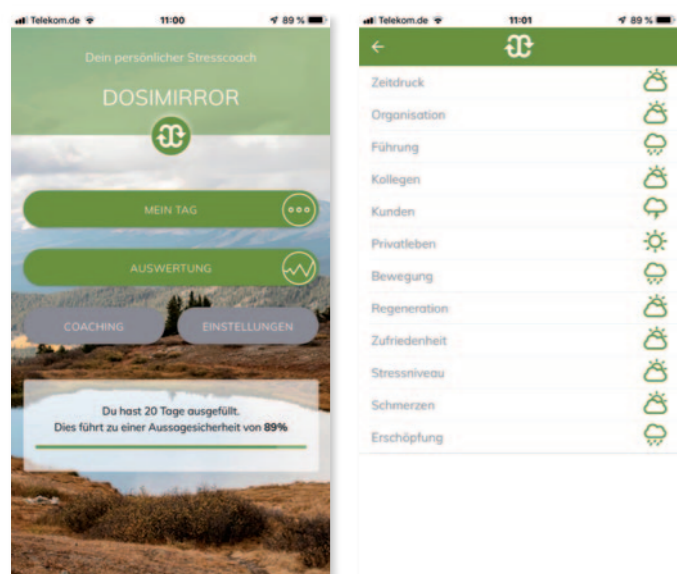 Telekom.de
11:00
89 %
Dein persönlicher Stresscoach
DOSIMIRROR
MEIN TAG
AUSWERTUNG
COACHING
EINSTELLUNGEN
Du hast 20 Tage ausgefüllt.
Dies führt zu einer Aussagesicherheit von 89%
Telekom.de
11:01
89 %
Zeitdruck
Organisation
Führung
Kollegen
Kunden
Privatleben
Bewegung
Regeneration
Zufriedenheit
Stressniveau
Schmerzen
Erschöpfung